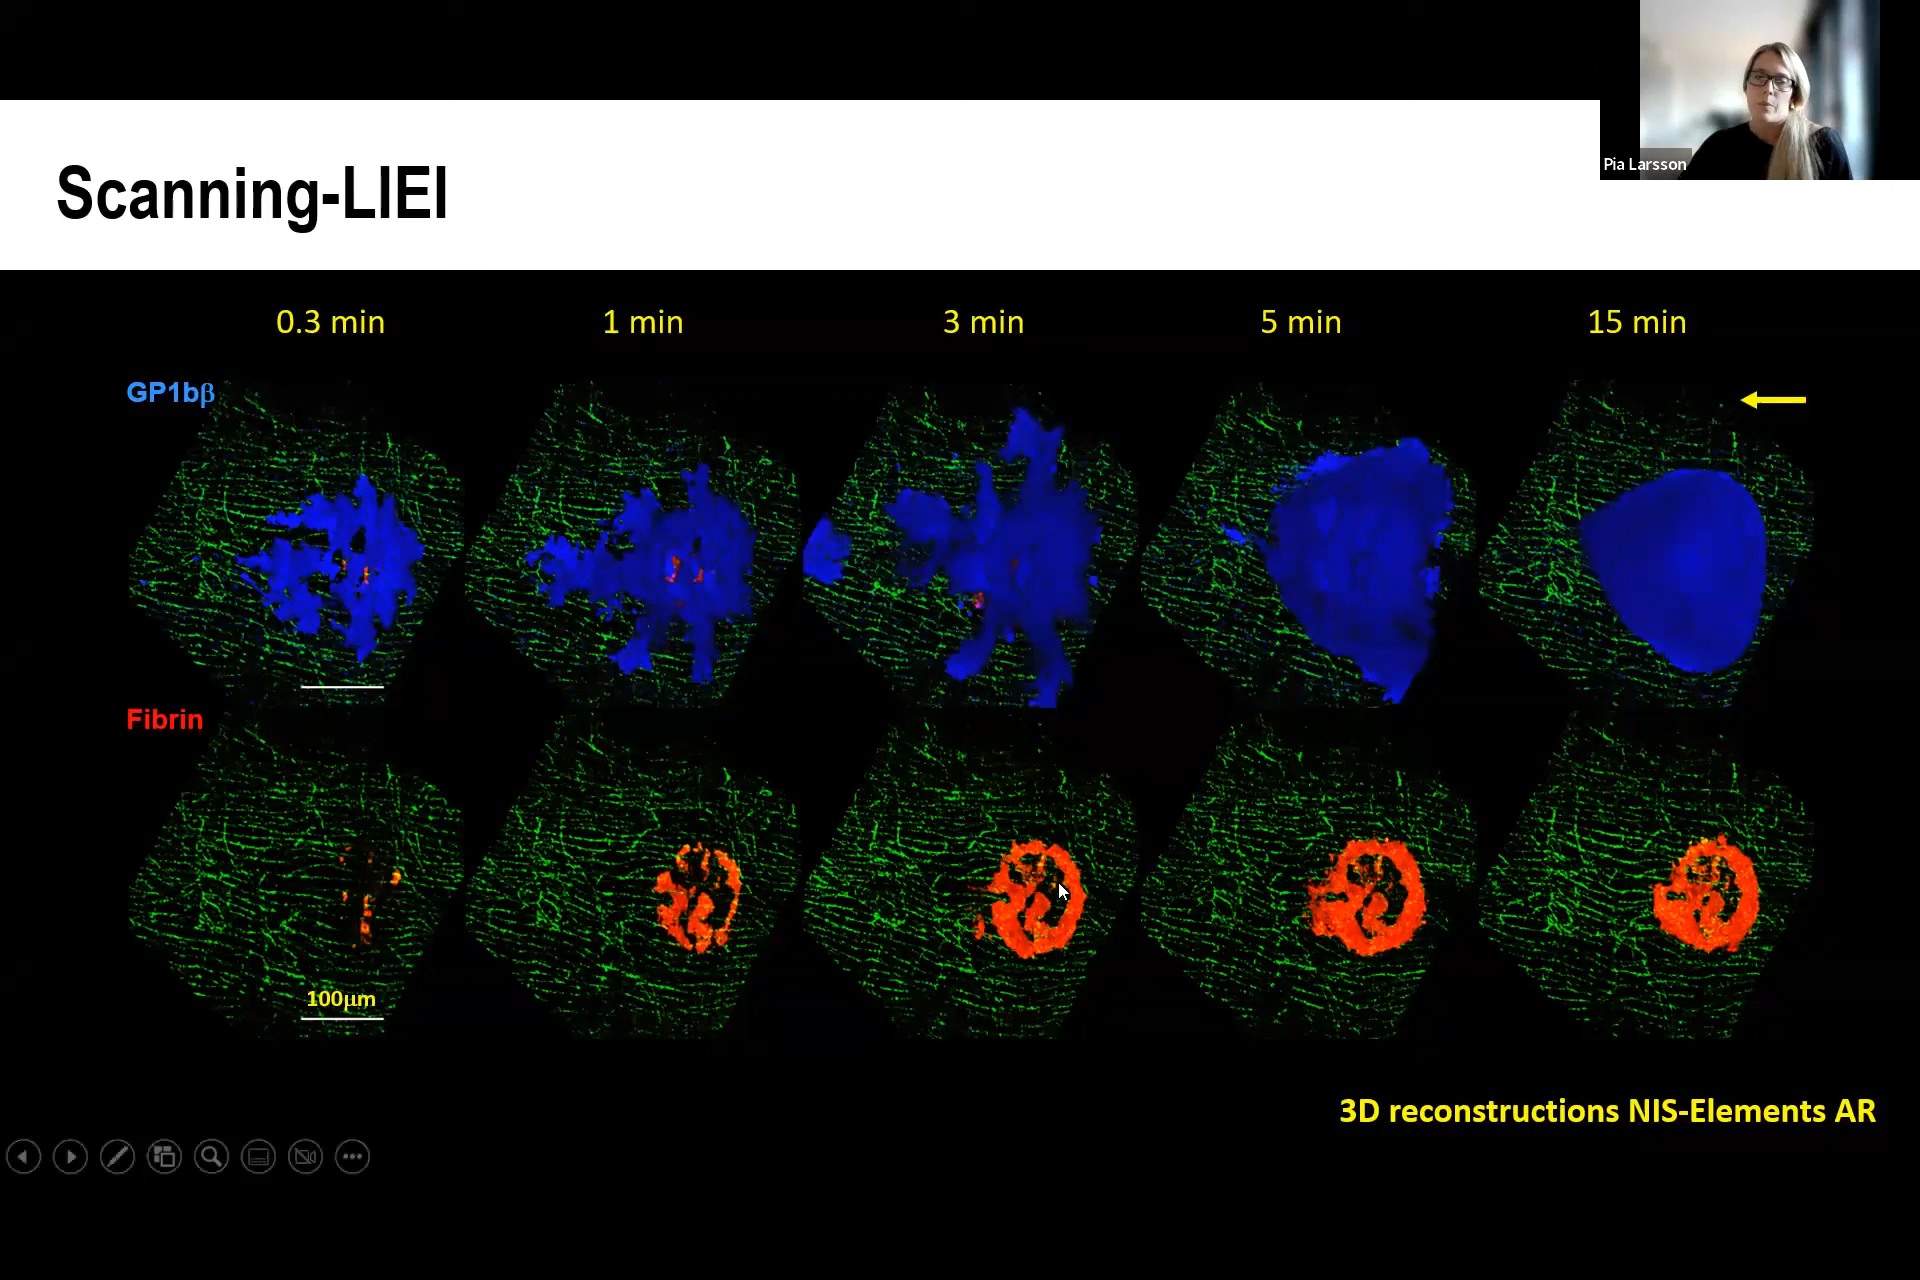 Pia Larsson
Scanning-LIEI
0.3 min 1 min 3 min 5 min 15 min
GP1bβ
Fibrin
100µm
3D reconstructions NIS-Elements AR